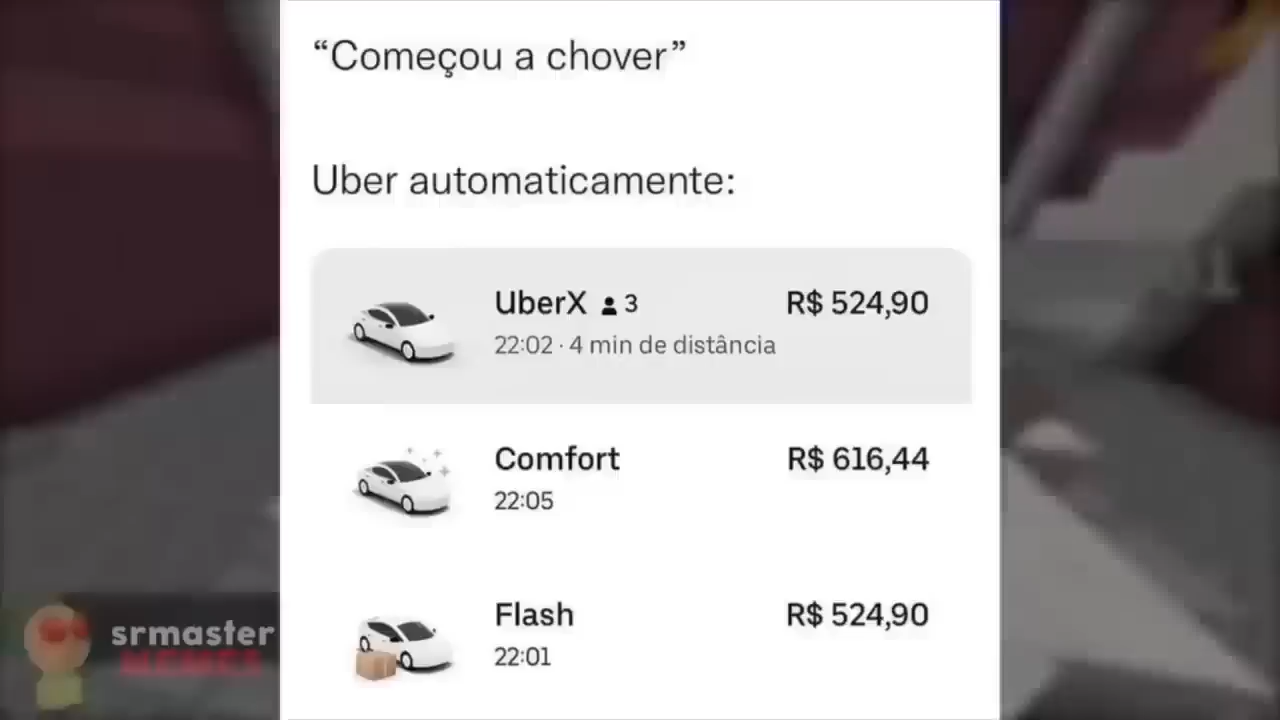 “Começou a chover”
Uber automaticamente:
UberX 3 R$ 524,90
22:02 · 4 min de distância
Comfort R$ 616,44
22:05
Flash R$ 524,90
22:01
srmaster
MEMES